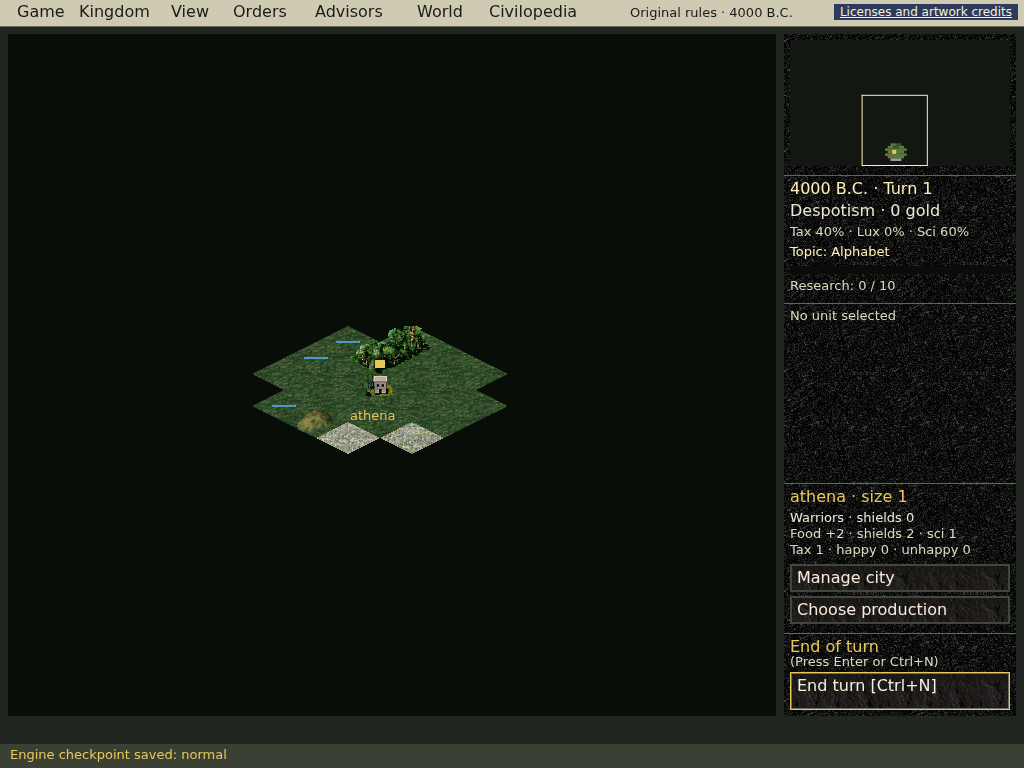 Game Kingdom View Orders Advisors World Civilopedia Original rules · 4000 B.C. Licenses and artwork credits
4000 B.C. · Turn 1
Despotism · 0 gold
Tax 40% · Lux 0% · Sci 60%
Topic: Alphabet
Research: 0 / 10
No unit selected
athena
athena · size 1
Warriors · shields 0
Food +2 · shields 2 · sci 1
Tax 1 · happy 0 · unhappy 0
Manage city
Choose production
End of turn
(Press Enter or Ctrl+N)
End turn [Ctrl+N]
Engine checkpoint saved: normal